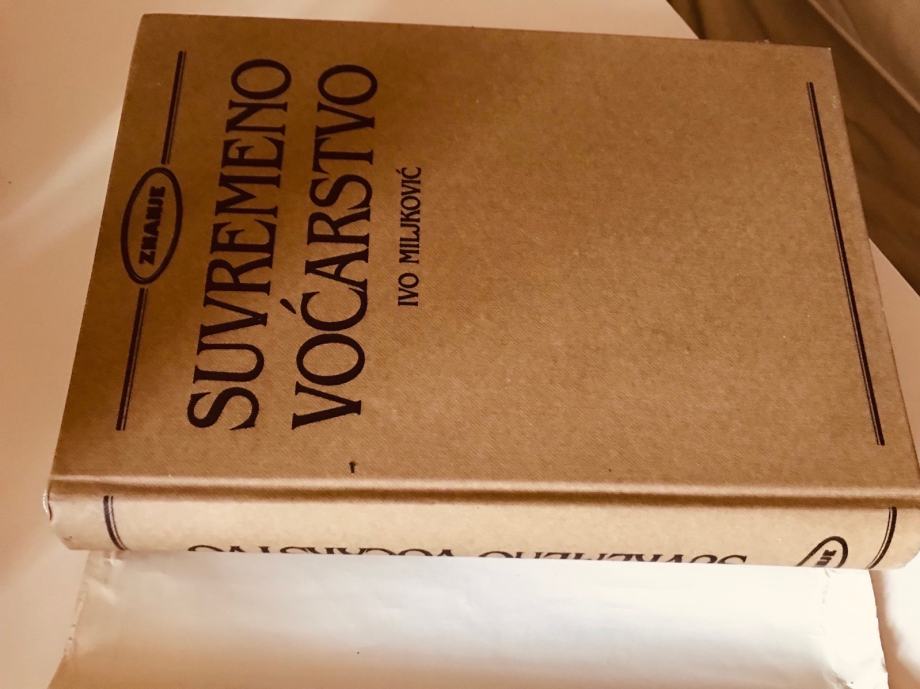 ZNANJE
SUVREMENO
VOĆARSTVO
IVO MILJKOVIĆ
SUVREMENO VOĆARSTVO